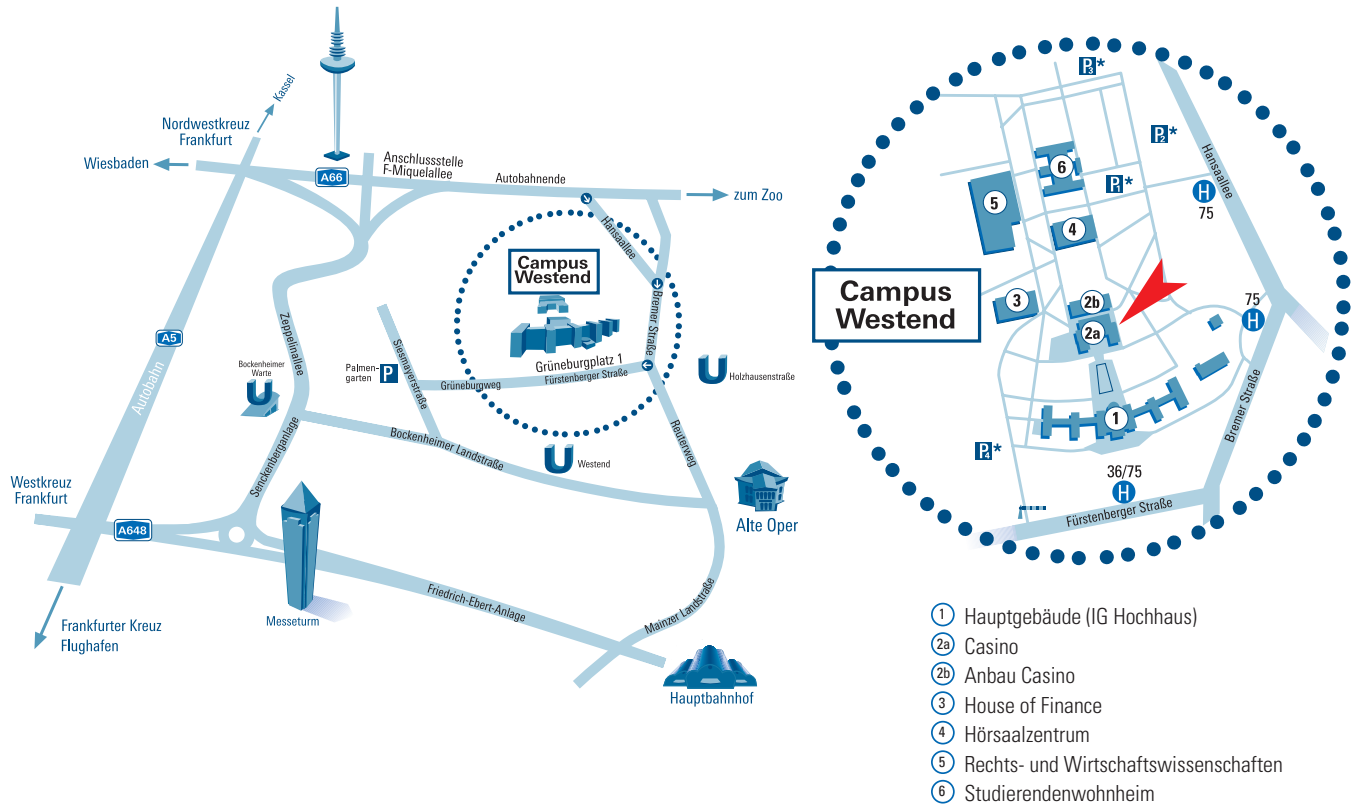 Kassel
Nordwestkreuz
Frankfurt
Wiesbaden
A66
Anschlussstelle
F-Miquelallee
Autobahnende
zum Zoo
Hansaallee
Campus
Westend
Bremer Straße
Zeppelinallee
A5
Autobahn
Siesmayerstraße
Bockenheimer
Warte
U
Palmen-
garten
P
Grüneburgplatz 1
Grüneburgweg
Fürstenberger Straße
U
Holzhausenstraße
Bockenheimer Landstraße
Reuterweg
U
Westend
Senckenberganlage
Westkreuz
Frankfurt
A648
Alte Oper
Messeturm
Friedrich-Ebert-Anlage
Mainzer Landstraße
Frankfurter Kreuz
Flughafen
Hauptbahnhof
P3*
P2*
Hansaallee
6
P1*
5
H
75
4
Campus
Westend
3
2b
2a
75
H
1
Bremer Straße
P4*
36/75
H
Fürstenberger Straße
1 Hauptgebäude (IG Hochhaus)
2a Casino
2b Anbau Casino
3 House of Finance
4 Hörsaalzentrum
5 Rechts- und Wirtschaftswissenschaften
6 Studierendenwohnheim